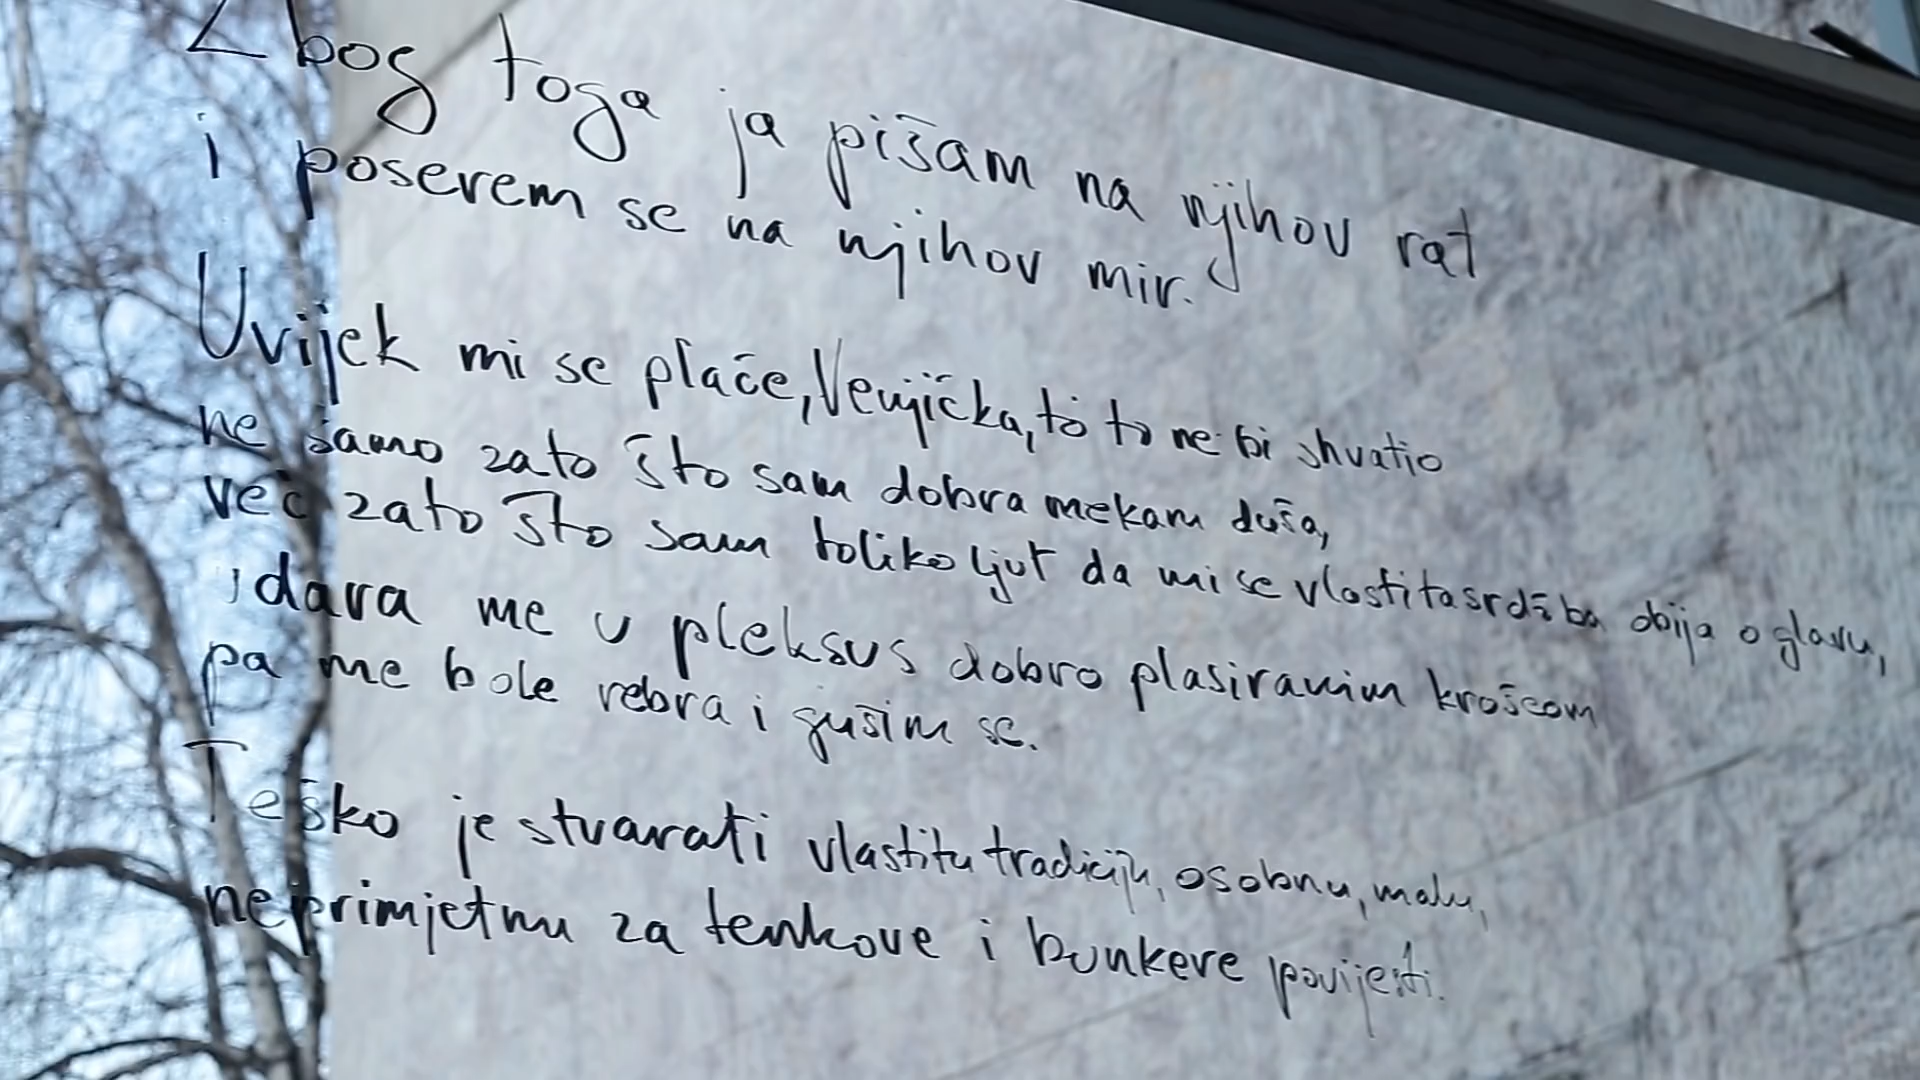 Zbog toga ja pišam na njihov rat
i poserem se na njihov mir.
Uvijek mi se plače, Venjička, ti to ne bi shvatio
ne samo zato što sam dobra mekam duša,
već zato što sam toliko ljut da mi se vlastita srdžba obija o glavu,
udara me u pleksus dobro plasiranim krošeom
pa me bole rebra i gušim se.
Teško je stvarati vlastitu tradiciju, osobnu, malu,
neprimjetnu za tenkove i bunkere povijesti.